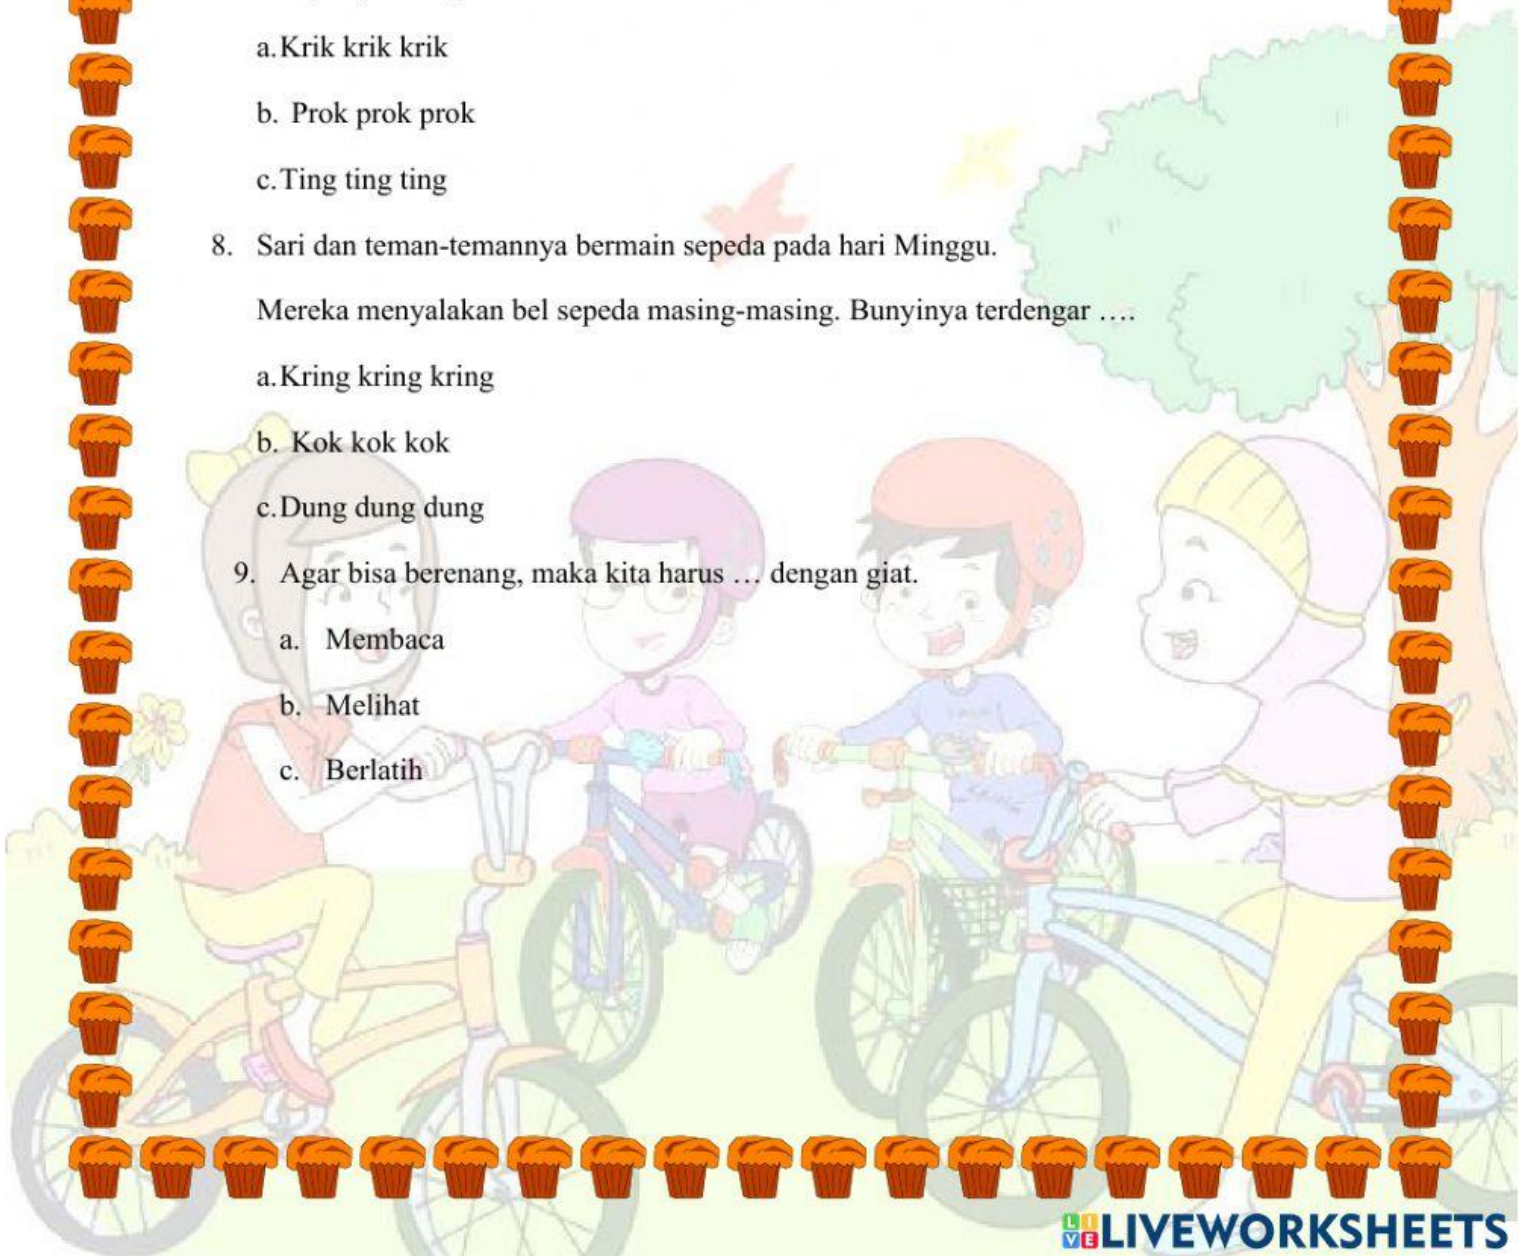 a. Krik krik krik
b. Prok prok prok
c. Ting ting ting
8. Sari dan teman-temannya bermain sepeda pada hari Minggu.
Mereka menyalakan bel sepeda masing-masing. Bunyinya terdengar ….
a. Kring kring kring
b. Kok kok kok
c. Dung dung dung
9. Agar bisa berenang, maka kita harus … dengan giat.
a. Membaca
b. Melihat
c. Berlatih
LIVE LIVEWORKSHEETS